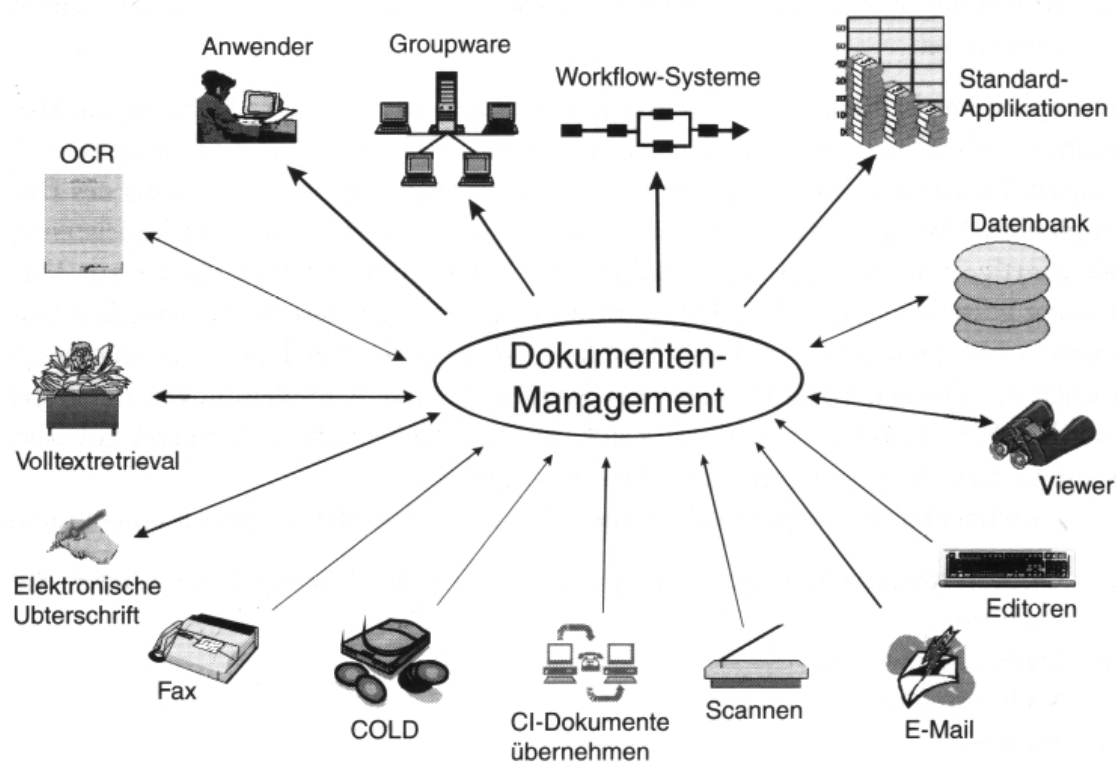 Anwender
Groupware
Workflow-Systeme
Standard-
Applikationen
OCR
Datenbank
Dokumenten-
Management
Volltextretrieval
Viewer
Elektronische
Ubterschrift
Editoren
Fax
COLD
CI-Dokumente
übernehmen
Scannen
E-Mail